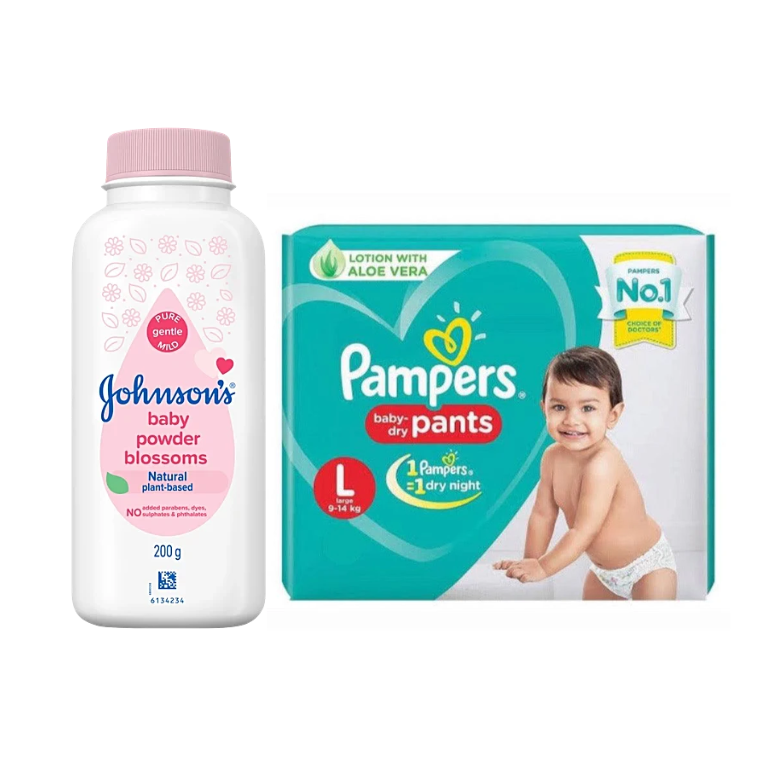 PURE
gentle
MILD
Johnson's®
baby
powder
blossoms
Natural
plant-based
NO added parabens, dyes,
sulphates & phthalates
200 g
6134234
LOTION WITH
ALOE VERA
PAMPERS
No.1
CHOICE OF
DOCTORS*
Pampers®
baby-
dry pants
L
large
9-14 kg
1 Pampers®
=1 dry night